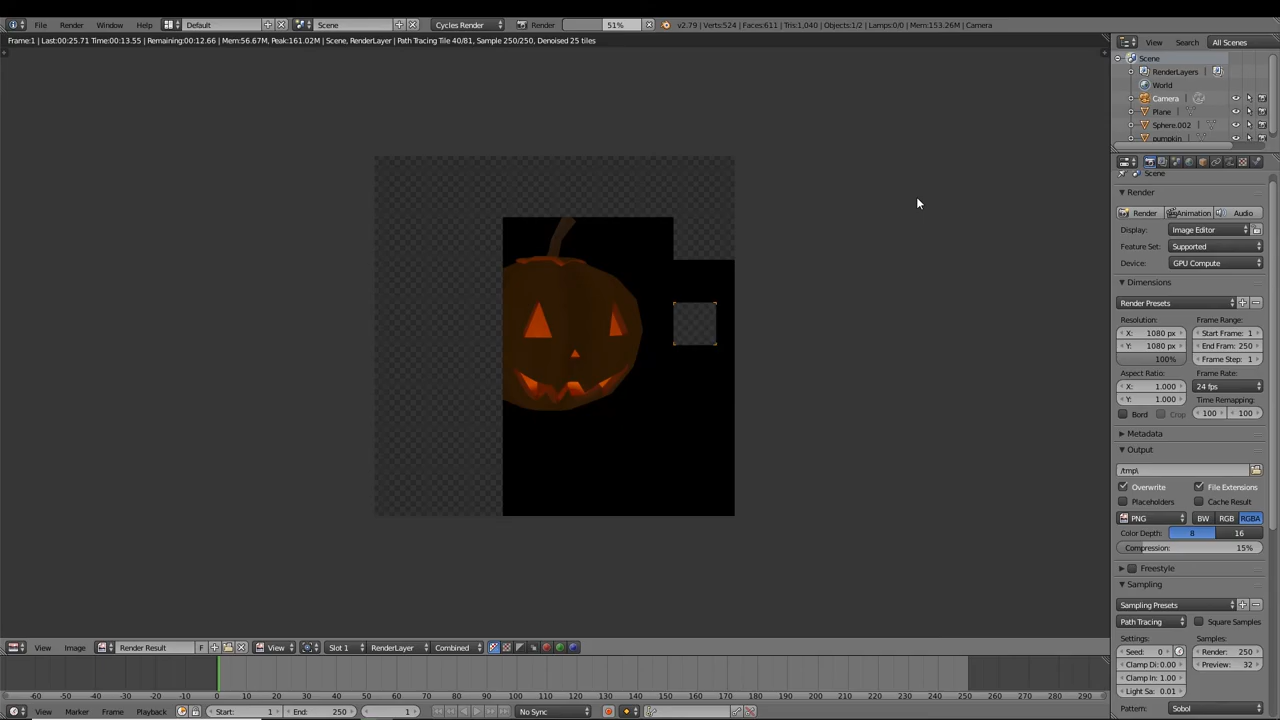 File Render Window Help Default Scene Cycles Render Render 51% v2.79 | Verts:524 | Faces:611 | Tris:1,040 | Objects:1/2 | Lamps:0/0 | Mem:153.26M | Camera
Frame:1 | Last:00:25.71 Time:00:13.55 | Remaining:00:12.66 | Mem:56.67M, Peak:161.02M | Scene, RenderLayer | Path Tracing Tile 40/81, Sample 250/250, Denoised 25 tiles
View Search All Scenes
Scene
RenderLayers
World
Camera
Plane
Sphere.002
pumpkin
Scene
Render
Render Animation Audio
Display: Image Editor
Feature Set: Supported
Device: GPU Compute
Dimensions
Render Presets
Resolution: Frame Range:
X: 1080 px Start Frame: 1
Y: 1080 px End Fram: 250
100% Frame Step: 1
Aspect Ratio: Frame Rate:
X: 1.000 24 fps
Y: 1.000 Time Remapping:
Bord Crop 100 100
Metadata
Output
/tmp\
Overwrite File Extensions
Placeholders Cache Result
PNG BW RGB RGBA
Color Depth: 8 16
Compression: 15%
Freestyle
Sampling
Sampling Presets
Path Tracing Square Samples
Settings: Samples:
Seed: 0 Render: 250
Clamp Di: 0.00 Preview: 32
Clamp In: 1.00
Light Sa: 0.01
Pattern: Sobol
View Image Render Result F View Slot 1 RenderLayer Combined
-60 -50 -40 -30 -20 -10 0 10 20 30 40 50 60 70 80 90 100 110 120 130 140 150 160 170 180 190 200 210 220 230 240 250 260 270 280 290
View Marker Frame Playback Start: 1 End: 250 1 No Sync